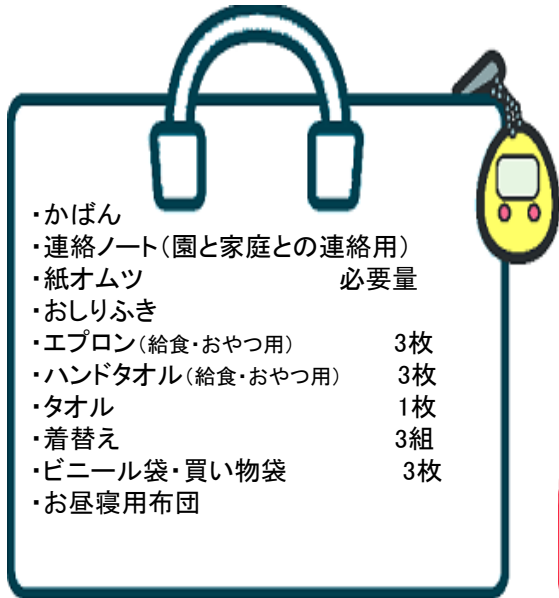 ・かばん
・連絡ノート（園と家庭との連絡用）
・紙オムツ　必要量
・おしりふき
・エプロン（給食・おやつ用）　3枚
・ハンドタオル（給食・おやつ用）　3枚
・タオル　1枚
・着替え　3組
・ビニール袋・買い物袋　3枚
・お昼寝用布団